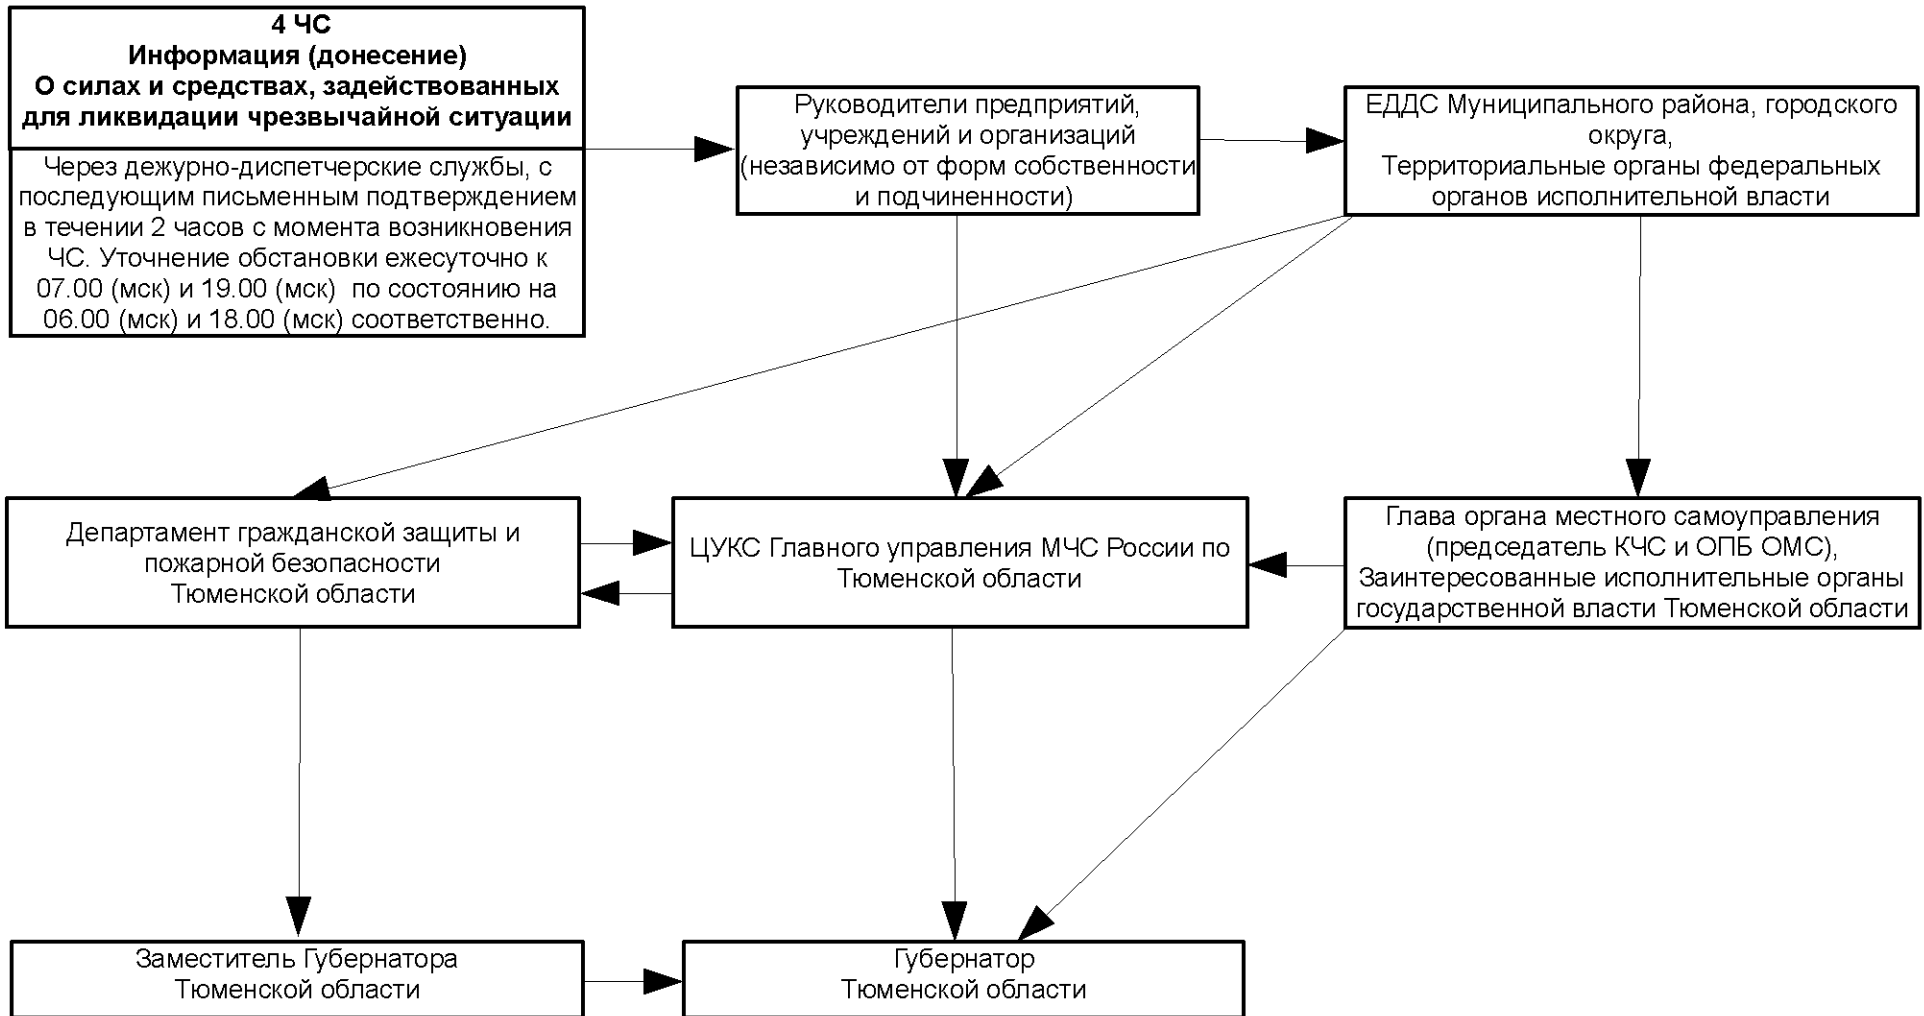 4 ЧС
Информация (донесение)
О силах и средствах, задействованных
для ликвидации чрезвычайной ситуации
Через дежурно-диспетчерские службы, с
последующим письменным подтверждением
в течении 2 часов с момента возникновения
ЧС. Уточнение обстановки ежесуточно к
07.00 (мск) и 19.00 (мск) по состоянию на
06.00 (мск) и 18.00 (мск) соответственно.
Руководители предприятий,
учреждений и организаций
(независимо от форм собственности
и подчиненности)
ЕДДС Муниципального района, городского
округа,
Территориальные органы федеральных
органов исполнительной власти
Департамент гражданской защиты и
пожарной безопасности
Тюменской области
ЦУКС Главного управления МЧС России по
Тюменской области
Глава органа местного самоуправления
(председатель КЧС и ОПБ ОМС),
Заинтересованные исполнительные органы
государственной власти Тюменской области
Заместитель Губернатора
Тюменской области
Губернатор
Тюменской области